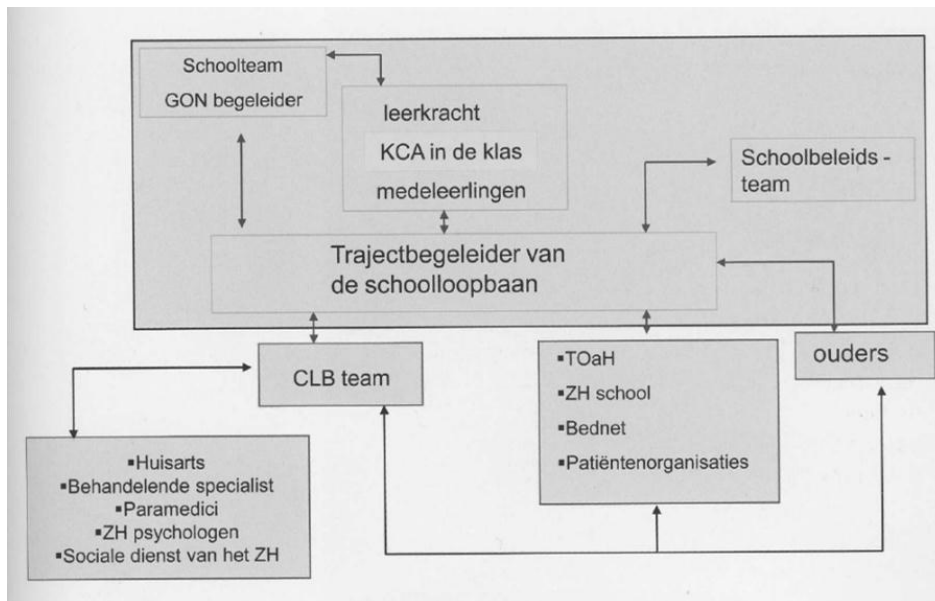 Schoolteam
GON begeleider
leerkracht
KCA in de klas
medeleerlingen
Schoolbeleids -
team
Trajectbegeleider van
de schoolloopbaan
CLB team
▪TOaH
▪ZH school
▪Bednet
▪Patiëntenorganisaties
ouders
▪Huisarts
▪Behandelende specialist
▪Paramedici
▪ZH psychologen
▪Sociale dienst van het ZH